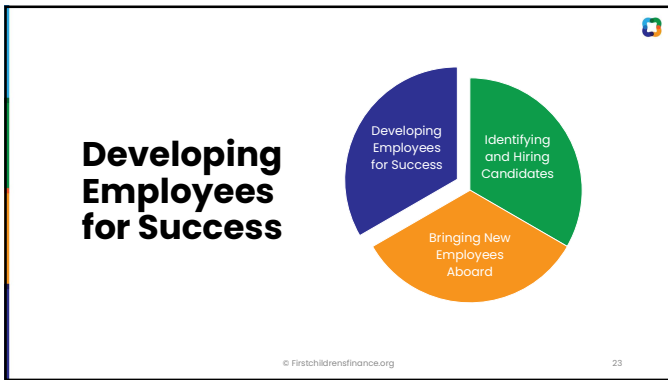 Developing
Employees
for Success
Developing
Employees
for Success
Identifying
and Hiring
Candidates
Bringing New
Employees
Aboard
© Firstchildrensfinance.org
23